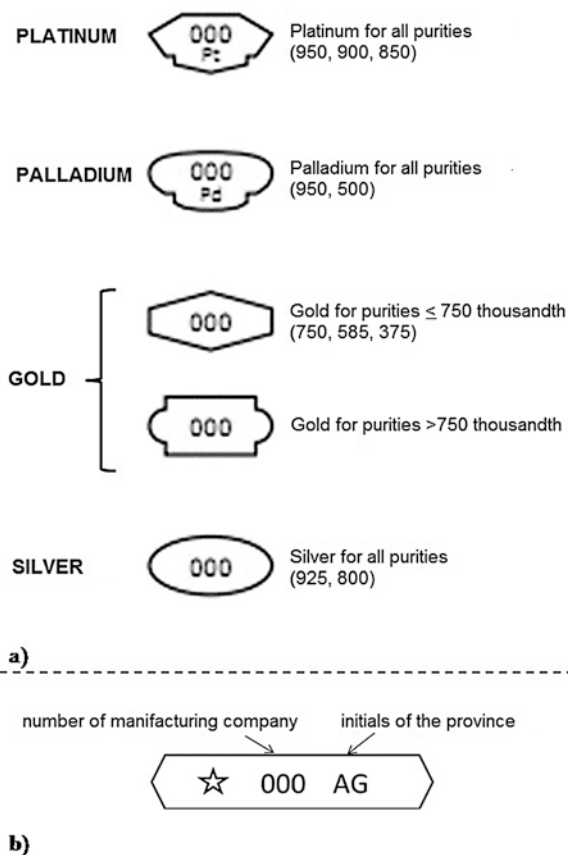 PLATINUM
000
Pt
Platinum for all purities
(950, 900, 850)
PALLADIUM
000
Pd
Palladium for all purities
(950, 500)
GOLD
000
Gold for purities ≤ 750 thousandth
(750, 585, 375)
000
Gold for purities >750 thousandth
SILVER
000
Silver for all purities
(925, 800)
a)
number of manifacturing company
initials of the province
☆ 000 AG
b)